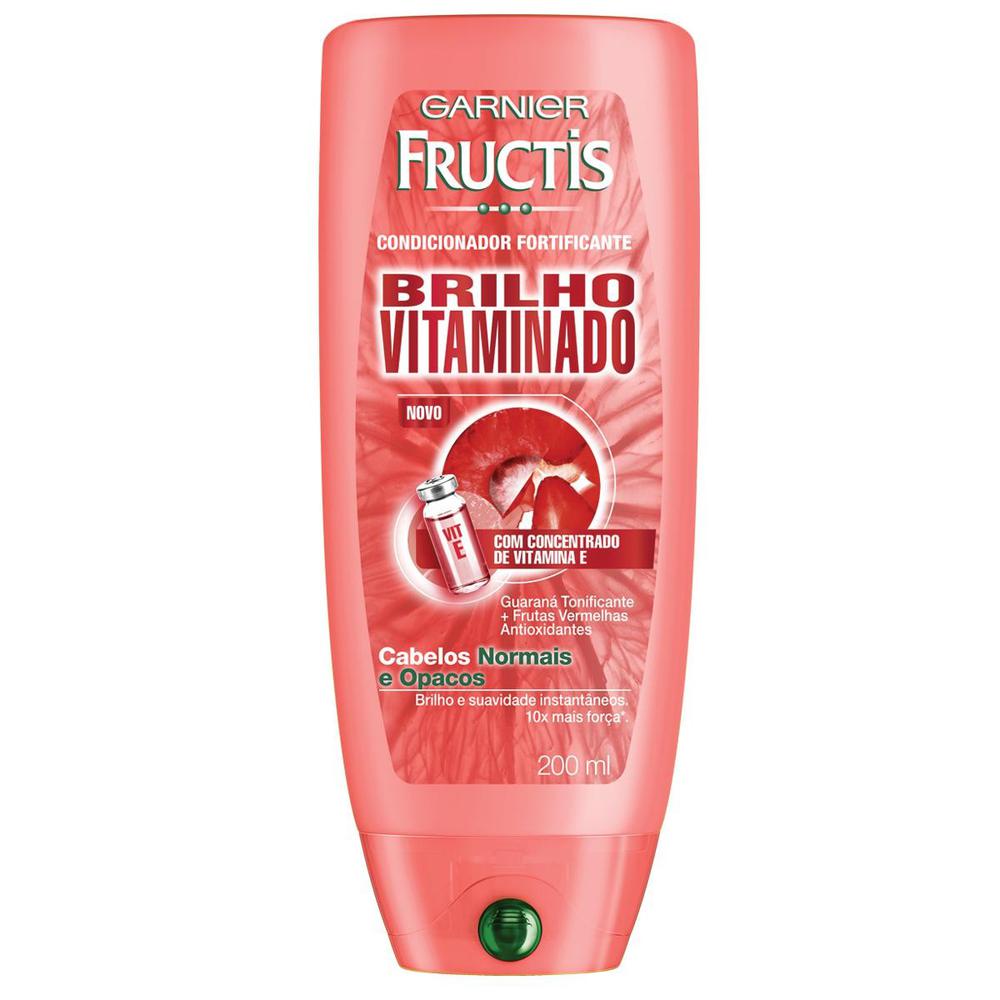 GARNIER
FRUCTIS
CONDICIONADOR FORTIFICANTE
BRILHO
VITAMINADO
NOVO
VIT
E
COM CONCENTRADO
DE VITAMINA E
Guaraná Tonificante
+ Frutas Vermelhas
Antioxidantes
Cabelos Normais
e Opacos
Brilho e suavidade instantâneos.
10x mais força*.
200 ml